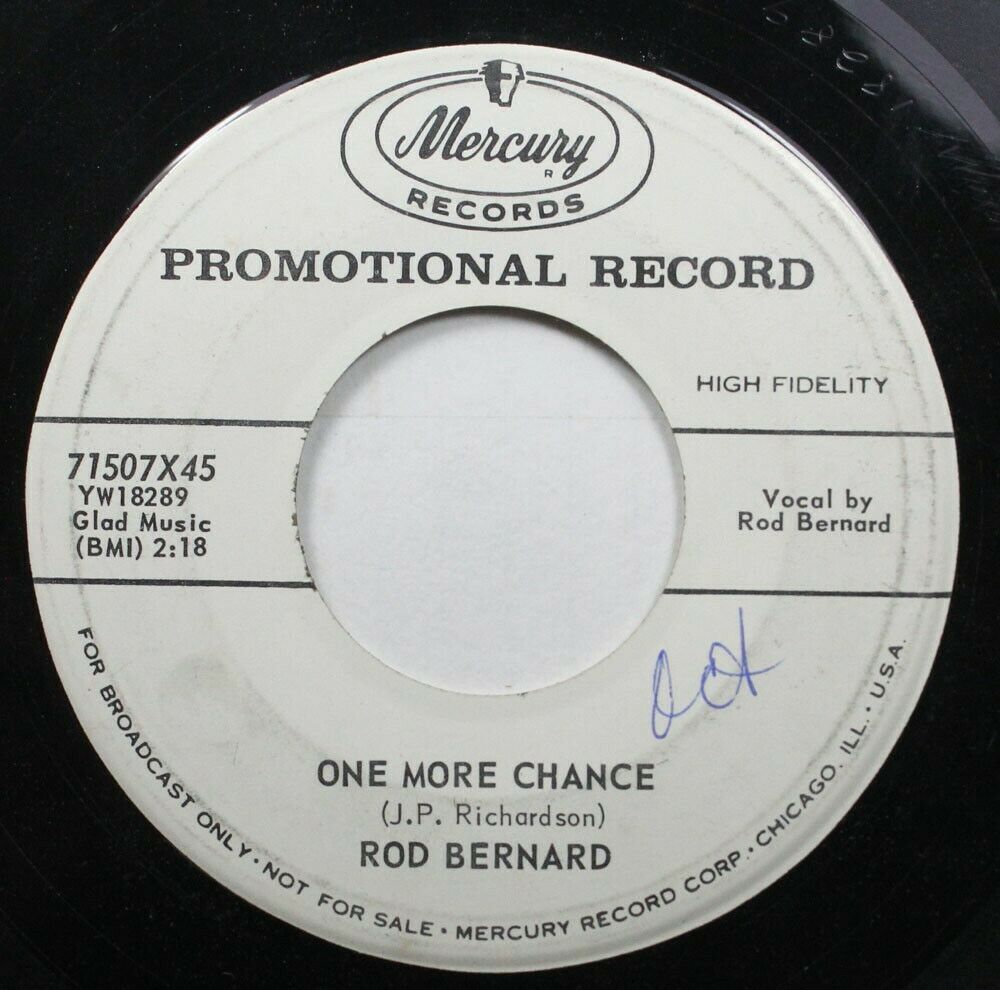 Mercury
R
RECORDS
PROMOTIONAL RECORD
HIGH FIDELITY
71507X45
YW18289
Glad Music
(BMI) 2:18
Vocal by
Rod Bernard
Oct
ONE MORE CHANCE
(J.P. Richardson)
ROD BERNARD
FOR BROADCAST ONLY • NOT FOR SALE • MERCURY RECORD CORP. • CHICAGO, ILL. • U.S.A.